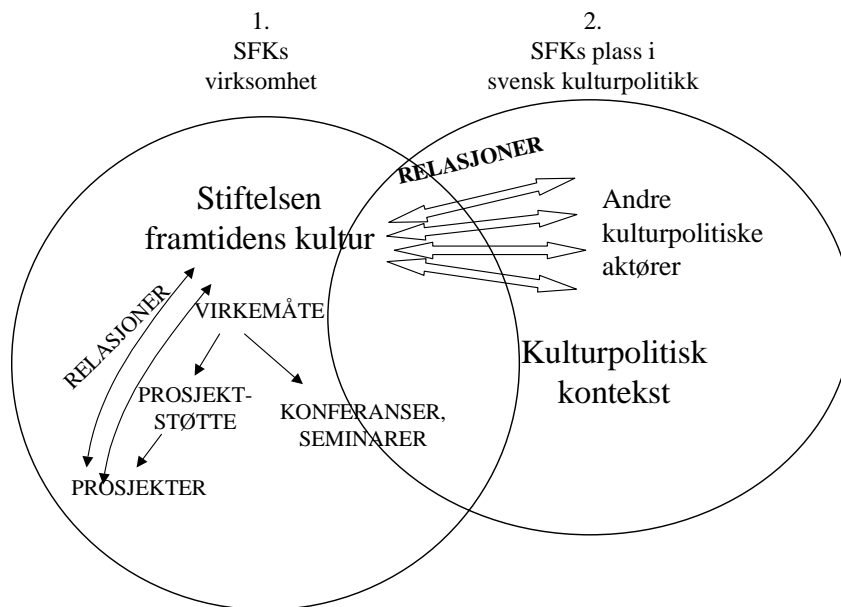 1.
SFKs
virksomhet
2.
SFKs plass i
svensk kulturpolitikk
RELASJONER
Stiftelsen
framtidens kultur
Andre
kulturpolitiske
aktører
RELASJONER
VIRKEMÅTE
Kulturpolitisk
kontekst
PROSJEKT-
STØTTE
KONFERANSER,
SEMINARER
PROSJEKTER